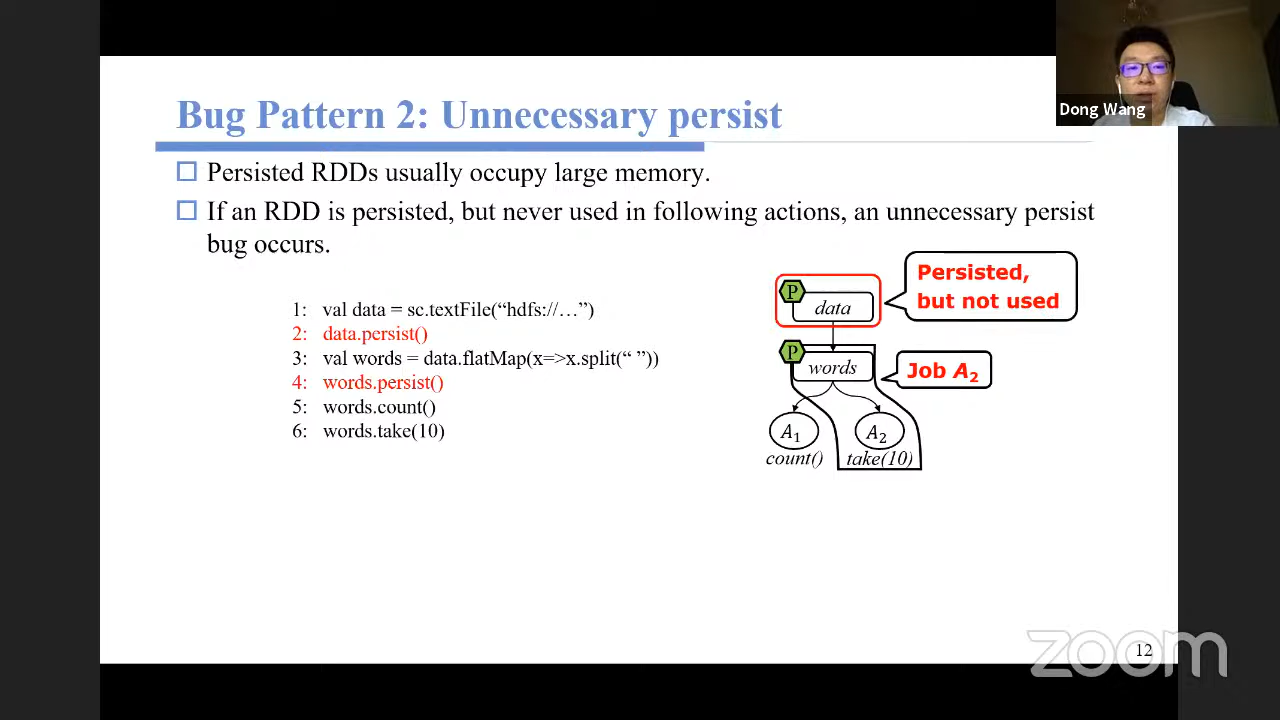 Dong Wang
Bug Pattern 2: Unnecessary persist
Persisted RDDs usually occupy large memory.
If an RDD is persisted, but never used in following actions, an unnecessary persist
bug occurs.
1: val data = sc.textFile(“hdfs://…”)
2: data.persist()
3: val words = data.flatMap(x=>x.split(“ ”))
4: words.persist()
5: words.count()
6: words.take(10)
P
data
Persisted,
but not used
P
words
Job A₂
A₁
A₂
count()
take(10)
12
zoom